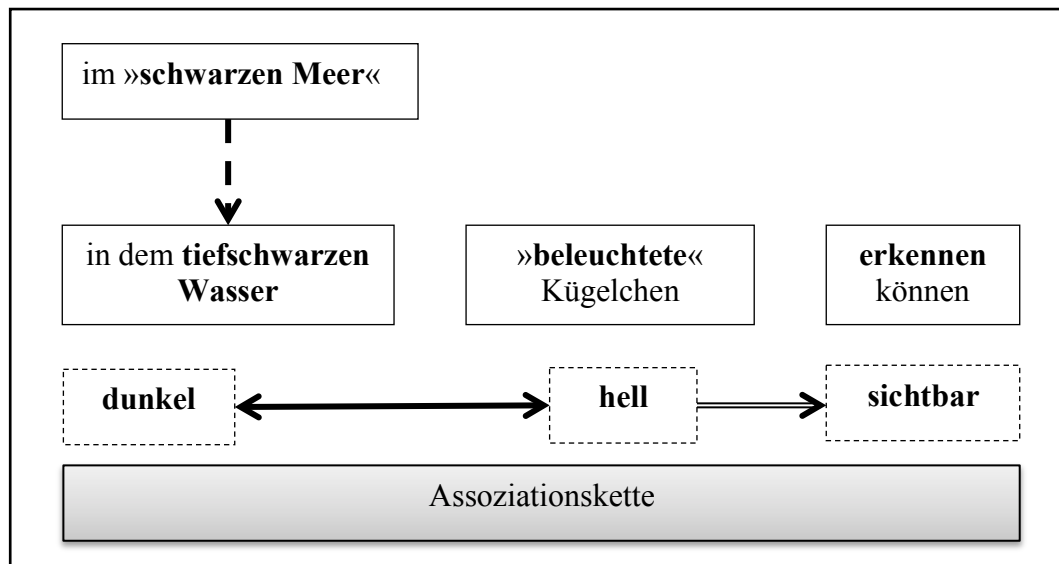 im »schwarzen Meer«
in dem tiefschwarzen
Wasser
»beleuchtete«
Kügelchen
erkennen
können
dunkel
hell
sichtbar
Assoziationskette